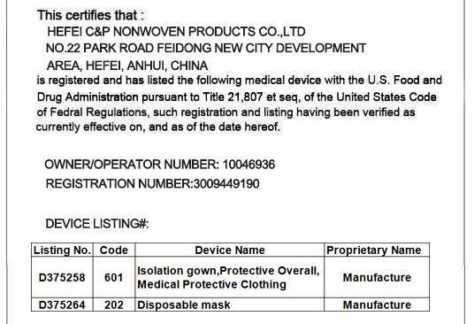 This certifies that :
HEFEI C&P NONWOVEN PRODUCTS CO.,LTD
NO.22 PARK ROAD FEIDONG NEW CITY DEVELOPMENT
AREA, HEFEI, ANHUI, CHINA
is registered and has listed the following medical device with the U.S. Food and
Drug Administration pursuant to Title 21,807 et seq, of the United States Code
of Fedral Regulations, such registration and listing having been verified as
currently effective on, and as of the date hereof.
OWNER/OPERATOR NUMBER: 10046936
REGISTRATION NUMBER:3009449190
DEVICE LISTING#:
Listing No. Code Device Name Proprietary Name
D375258 601 Isolation gown,Protective Overall, Medical Protective Clothing Manufacture
D375264 202 Disposable mask Manufacture